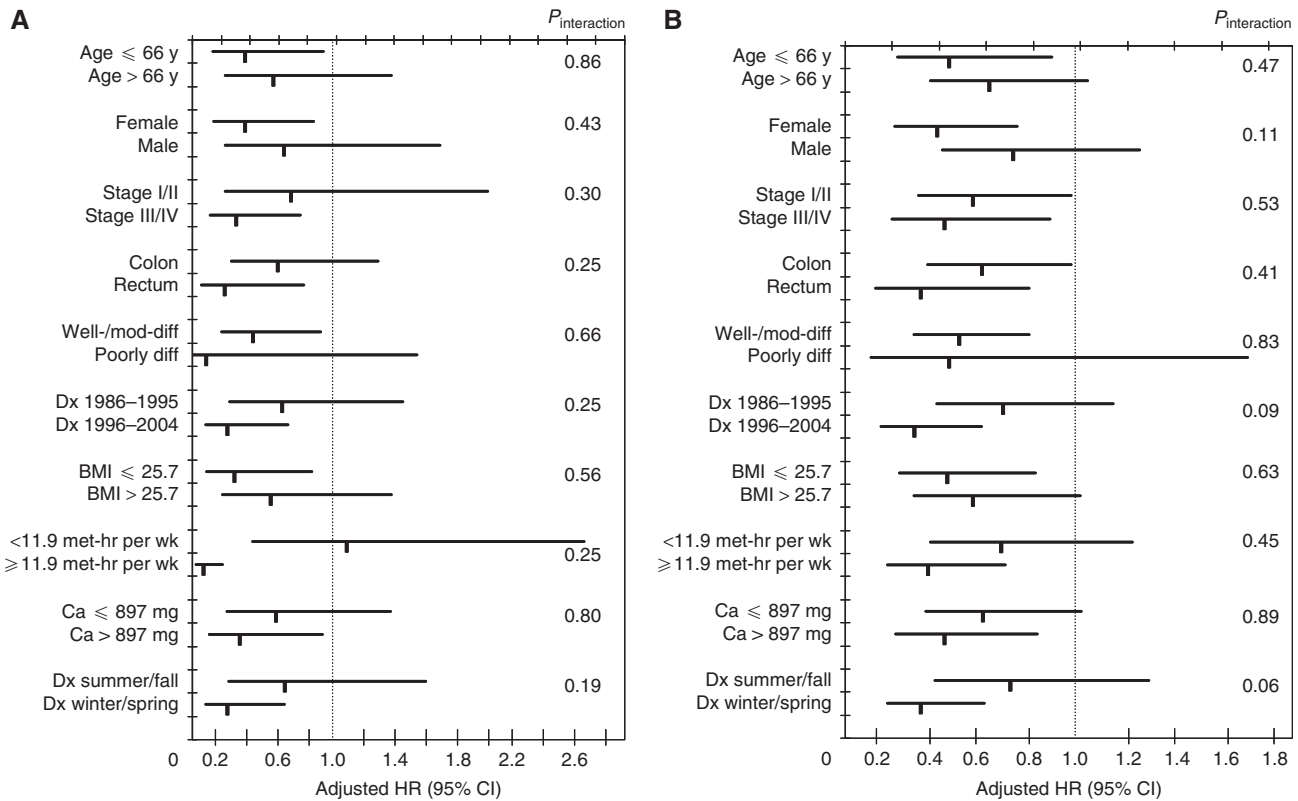 A
P interaction
Age ⩽ 66 y
0.86
Age > 66 y
Female
0.43
Male
Stage I/II
0.30
Stage III/IV
Colon
0.25
Rectum
Well-/mod-diff
0.66
Poorly diff
Dx 1986–1995
0.25
Dx 1996–2004
BMI ⩽ 25.7
0.56
BMI > 25.7
<11.9 met-hr per wk
0.25
⩾11.9 met-hr per wk
Ca ⩽ 897 mg
0.80
Ca > 897 mg
Dx summer/fall
0.19
Dx winter/spring
0 0.2 0.6 1.0 1.4 1.8 2.2 2.6
Adjusted HR (95% CI)
B
P interaction
Age ⩽ 66 y
0.47
Age > 66 y
Female
0.11
Male
Stage I/II
0.53
Stage III/IV
Colon
0.41
Rectum
Well-/mod-diff
0.83
Poorly diff
Dx 1986–1995
0.09
Dx 1996–2004
BMI ⩽ 25.7
0.63
BMI > 25.7
<11.9 met-hr per wk
0.45
⩾11.9 met-hr per wk
Ca ⩽ 897 mg
0.89
Ca > 897 mg
Dx summer/fall
0.06
Dx winter/spring
0 0.2 0.4 0.6 0.8 1.0 1.2 1.4 1.6 1.8
Adjusted HR (95% CI)